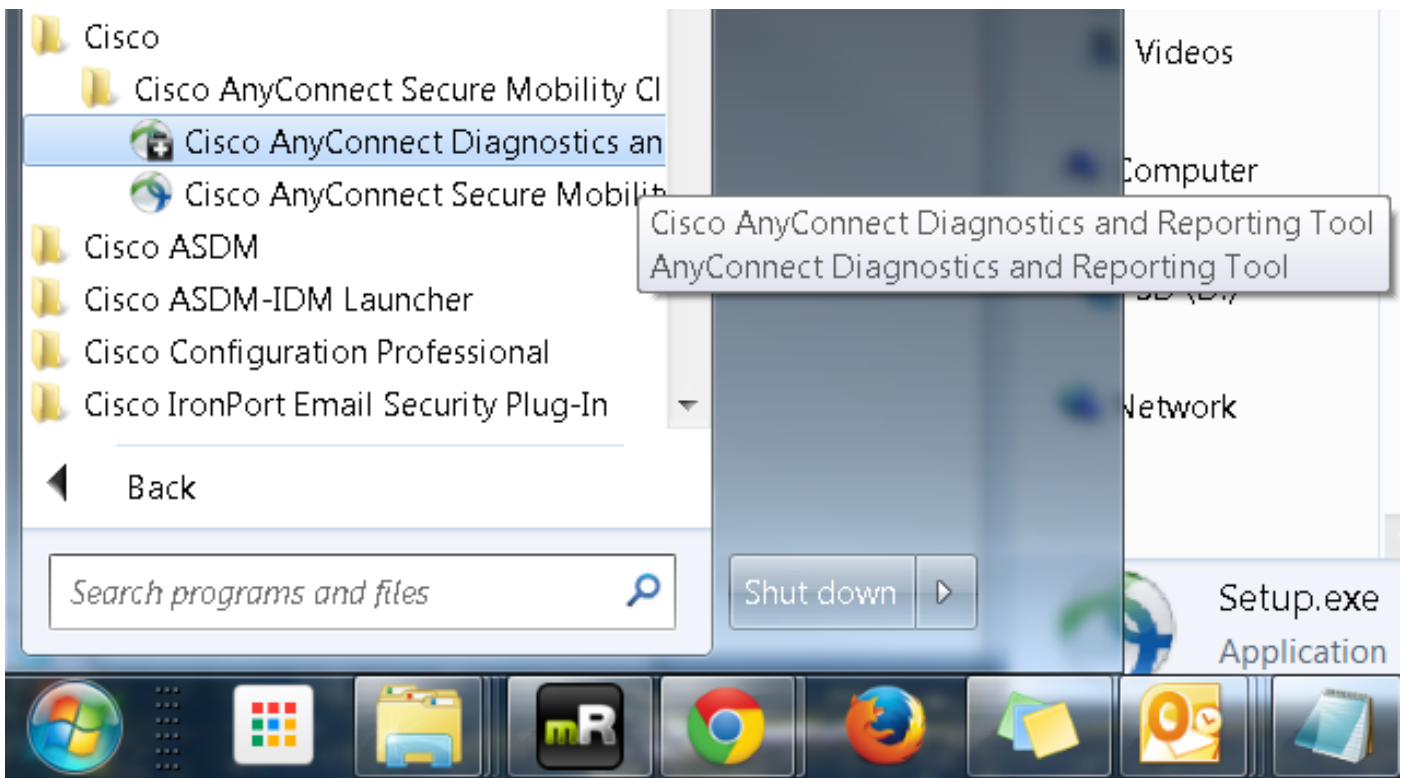 Cisco
Cisco AnyConnect Secure Mobility Cl
Cisco AnyConnect Diagnostics an
Cisco AnyConnect Secure Mobilit
Cisco ASDM
Cisco ASDM-IDM Launcher
Cisco Configuration Professional
Cisco IronPort Email Security Plug-In
Back
Search programs and files
Shut down
Cisco AnyConnect Diagnostics and Reporting Tool
AnyConnect Diagnostics and Reporting Tool
Videos
Computer
Network
Setup.exe
Application
mR